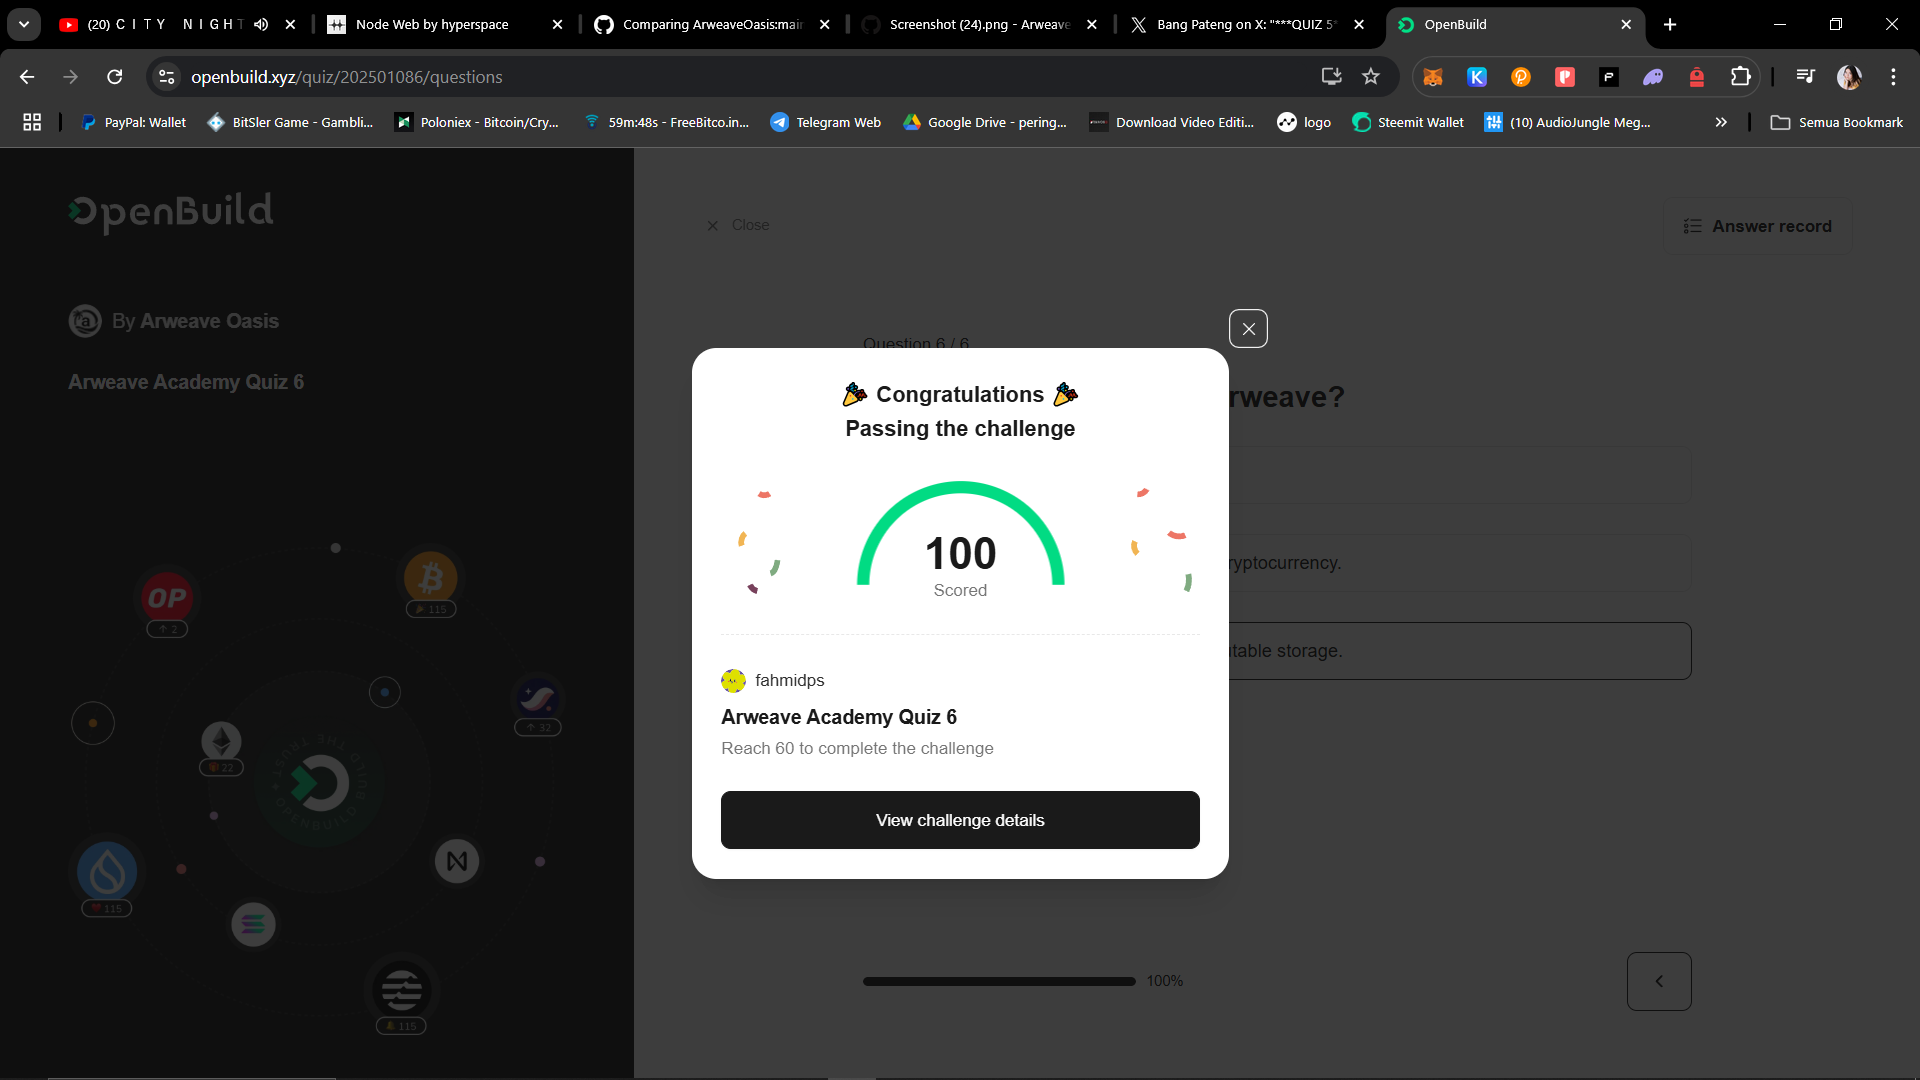 (20) C I T Y   N I G H T
Node Web by hyperspace
Comparing ArweaveOasis:mai
Screenshot (24).png - Arweave
Bang Pateng on X: "***QUIZ 5*
OpenBuild
openbuild.xyz/quiz/202501086/questions
PayPal: Wallet
BitSler Game - Gambli...
Poloniex - Bitcoin/Cry...
59m:48s - FreeBitco.in...
Telegram Web
Google Drive - pering...
Download Video Editi...
logo
Steemit Wallet
(10) AudioJungle Meg...
Semua Bookmark
OpenBuild
By Arweave Oasis
Arweave Academy Quiz 6
OP
2
115
32
22
115
115
Close
Answer record
Question 6 / 6
rweave?
ryptocurrency.
table storage.
Congratulations
Passing the challenge
100
Scored
fahmidps
Arweave Academy Quiz 6
Reach 60 to complete the challenge
View challenge details
100%